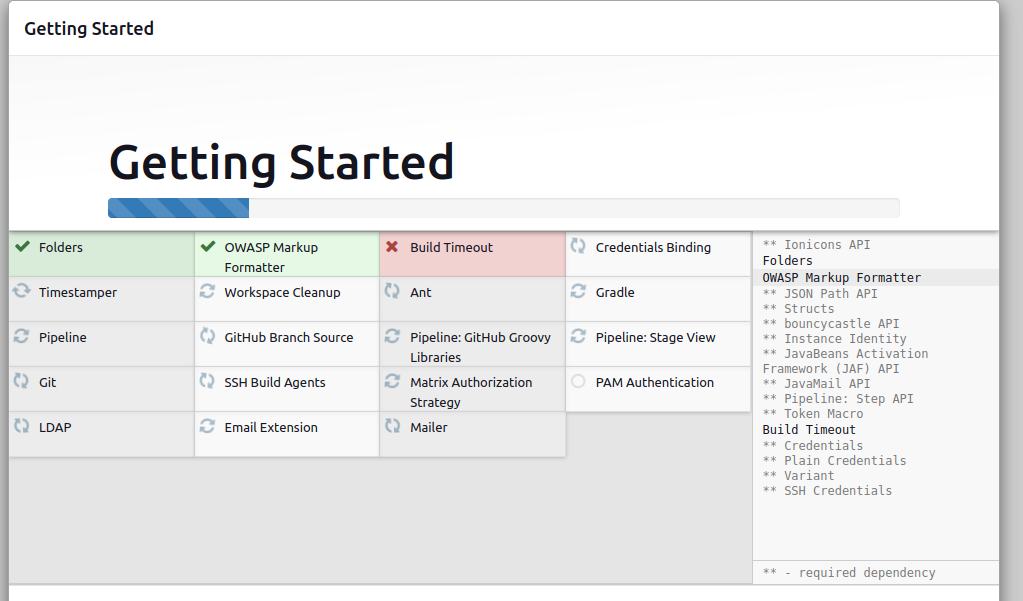 Getting Started
Getting Started
Folders
OWASP Markup
Formatter
Build Timeout
Credentials Binding
Timestamper
Workspace Cleanup
Ant
Gradle
Pipeline
GitHub Branch Source
Pipeline: GitHub Groovy
Libraries
Pipeline: Stage View
Git
SSH Build Agents
Matrix Authorization
Strategy
PAM Authentication
LDAP
Email Extension
Mailer
** Ionicons API
Folders
OWASP Markup Formatter
** JSON Path API
** Structs
** bouncycastle API
** Instance Identity
** JavaBeans Activation
Framework (JAF) API
** JavaMail API
** Pipeline: Step API
** Token Macro
Build Timeout
** Credentials
** Plain Credentials
** Variant
** SSH Credentials
** - required dependency